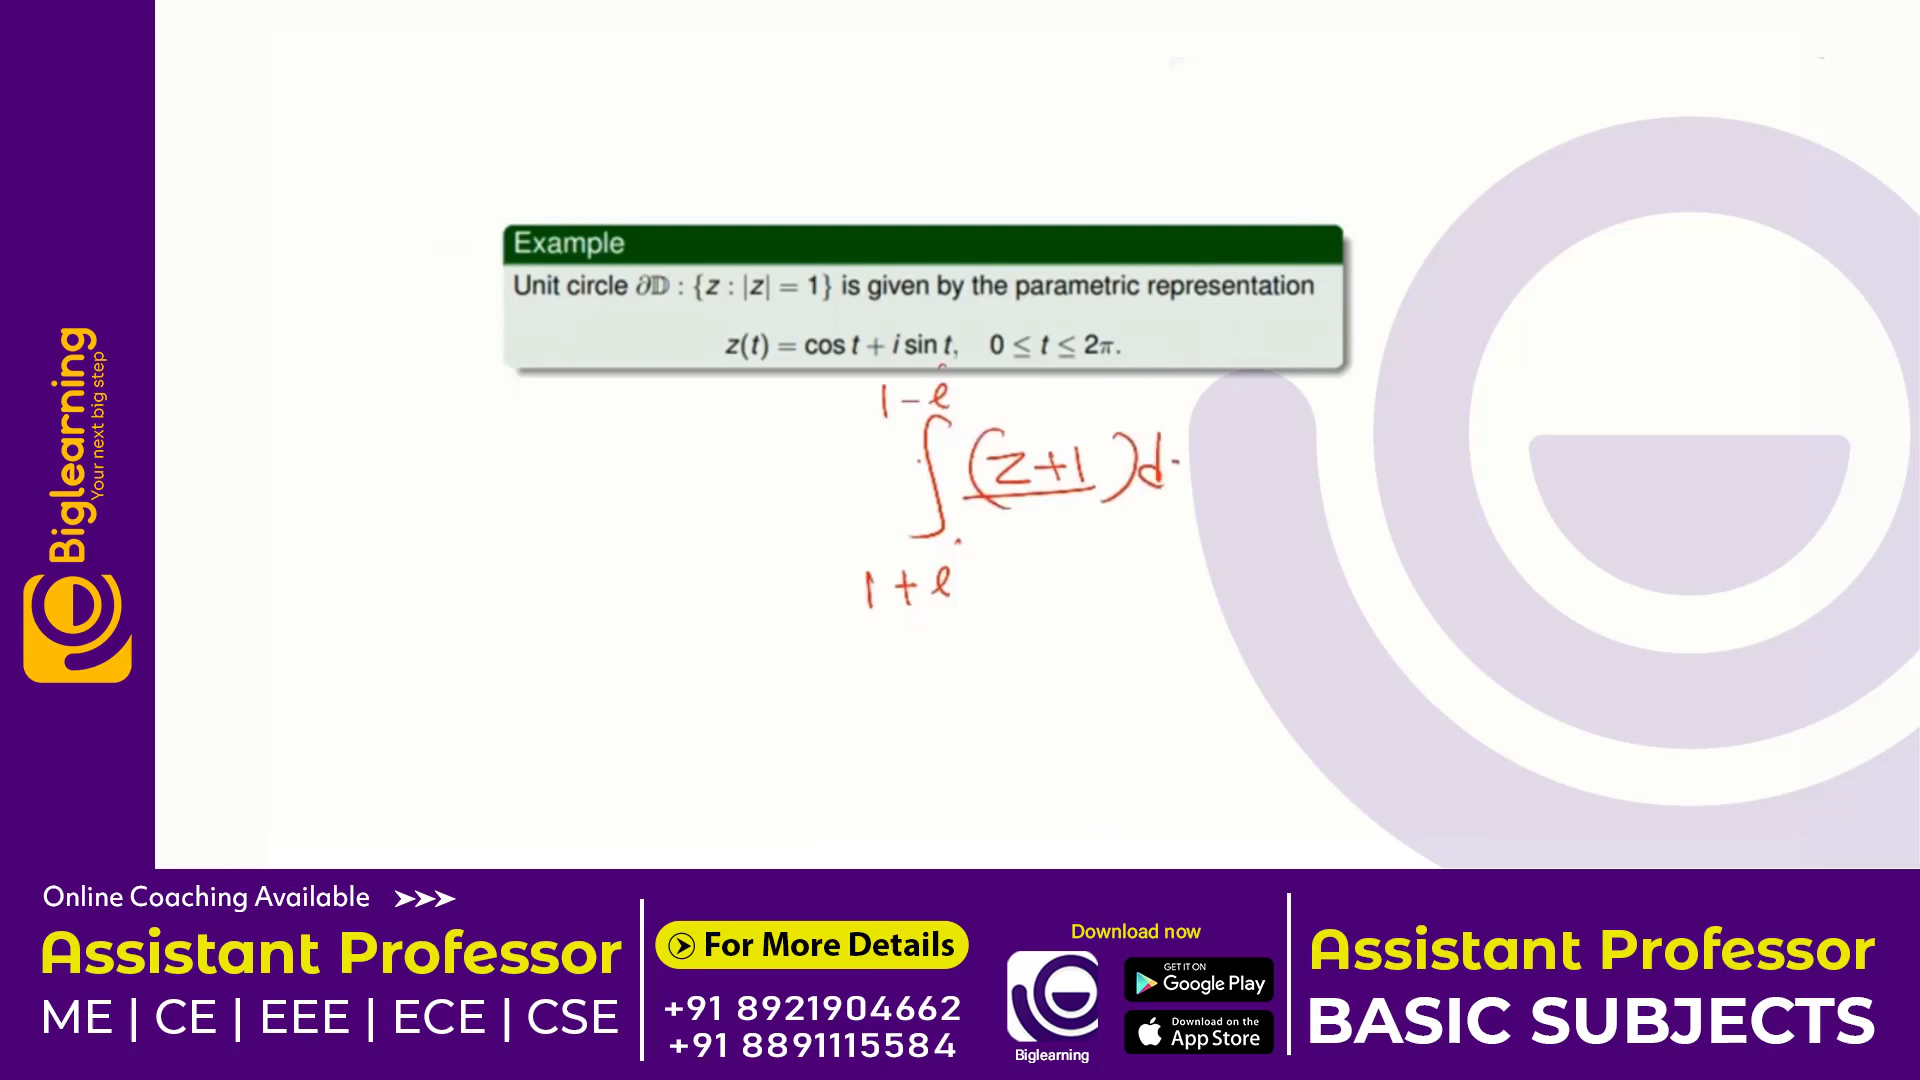 Biglearning
Your next big step
Example
Unit circle ∂𝔻 : {z : |z| = 1} is given by the parametric representation
z(t) = cos t + i sin t, 0 ≤ t ≤ 2π.
1 - i
∫ (z+1) d
1 + i
Online Coaching Available
Assistant Professor
ME | CE | EEE | ECE | CSE
For More Details
+91 8921904662
+91 8891115584
Download now
Biglearning
GET IT ON
Google Play
Download on the
App Store
Assistant Professor
BASIC SUBJECTS